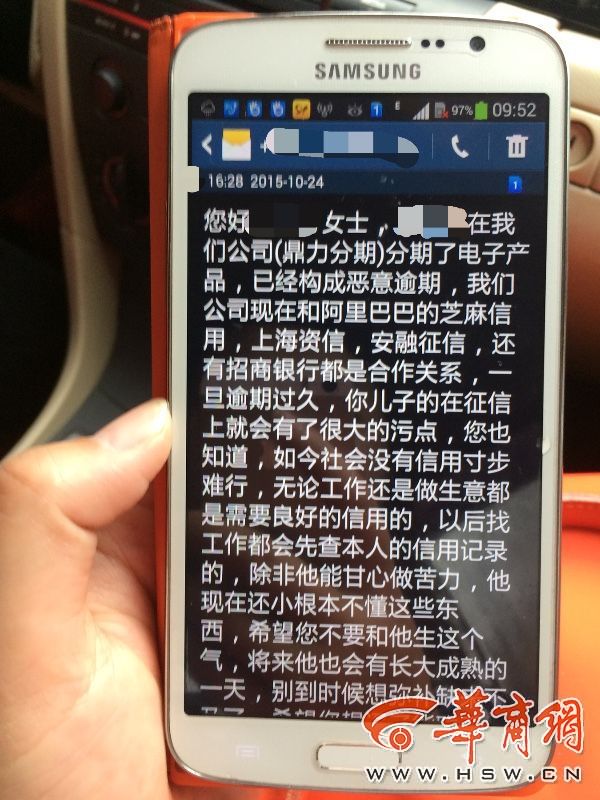 SAMSUNG
1 E 97% 09:52
16:28 2015-10-24 1
您好 女士， 在我
们公司(鼎力分期)分期了电子产
品，已经构成恶意逾期，我们
公司现在和阿里巴巴的芝麻信
用，上海资信，安融征信，还
有招商银行都是合作关系，一
旦逾期过久，你儿子的在征信
上就会有了很大的污点，您也
知道，如今社会没有信用寸步
难行，无论工作还是做生意都
是需要良好的信用的，以后找
工作都会先查本人的信用记录
的，除非他能甘心做苦力，他
现在还小根本不懂这些东
西，希望您不要和他生这个
气，将来他也会有长大成熟的
一天，别到时候想弥补缺 不
华商網
WWW.HSW.CN